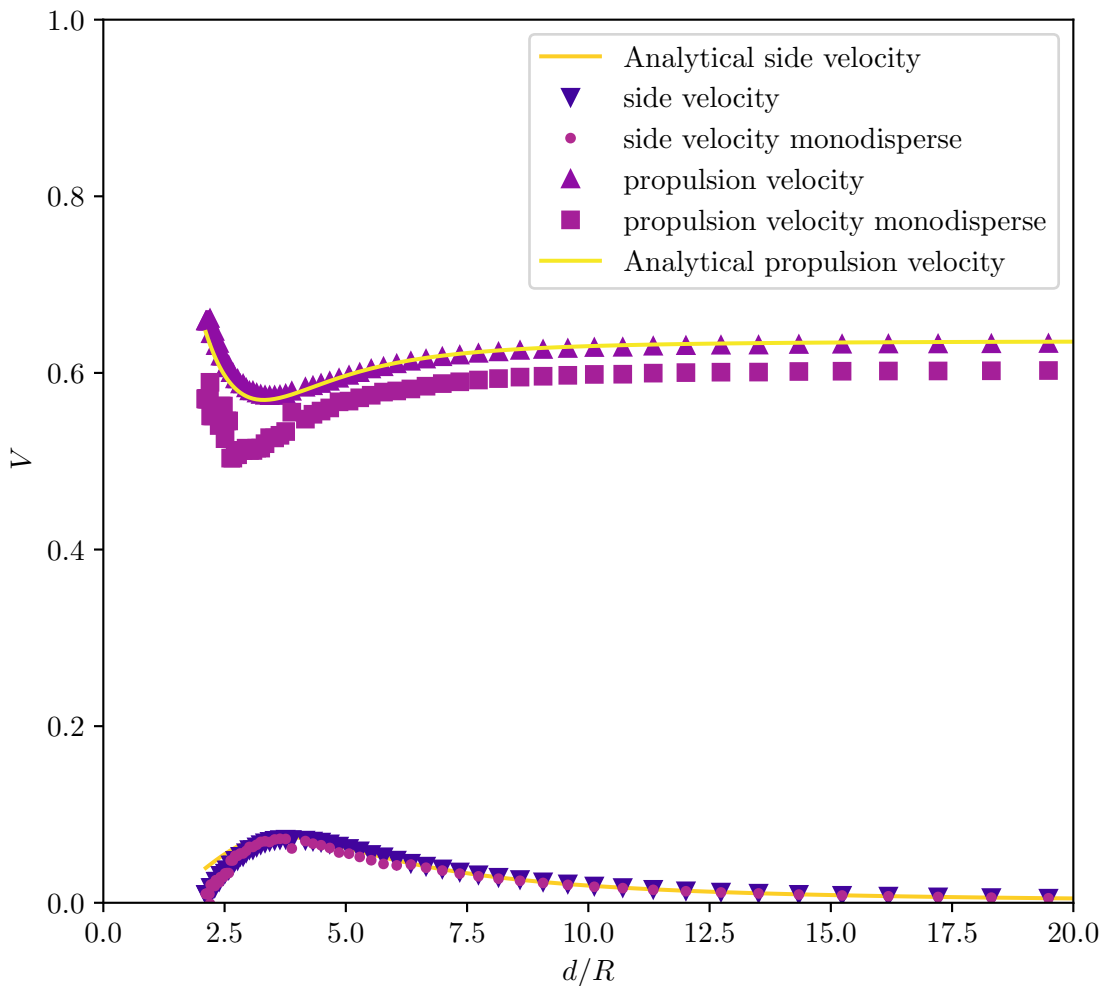 1.0
0.8
0.6
0.4
0.2
0.0
V
Analytical side velocity
side velocity
side velocity monodisperse
propulsion velocity
propulsion velocity monodisperse
Analytical propulsion velocity
0.0 2.5 5.0 7.5 10.0 12.5 15.0 17.5 20.0
d/R